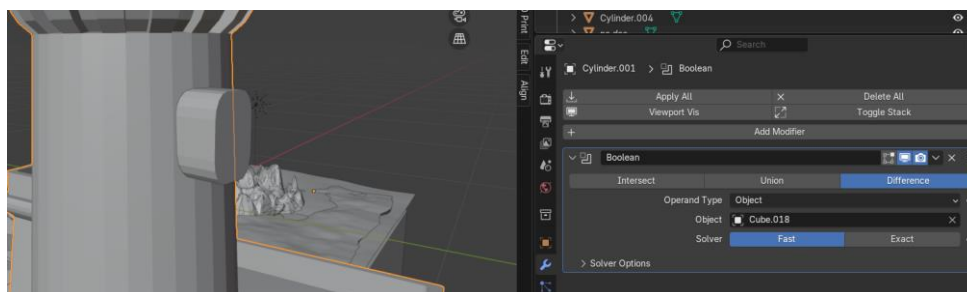 Cylinder.004
Print
Edit
Align
Search
Cylinder.001 > Boolean
Apply All Delete All
Viewport Vis Toggle Stack
Add Modifier
Boolean
Intersect Union Difference
Operand Type Object
Object Cube.018
Solver Fast Exact
Solver Options